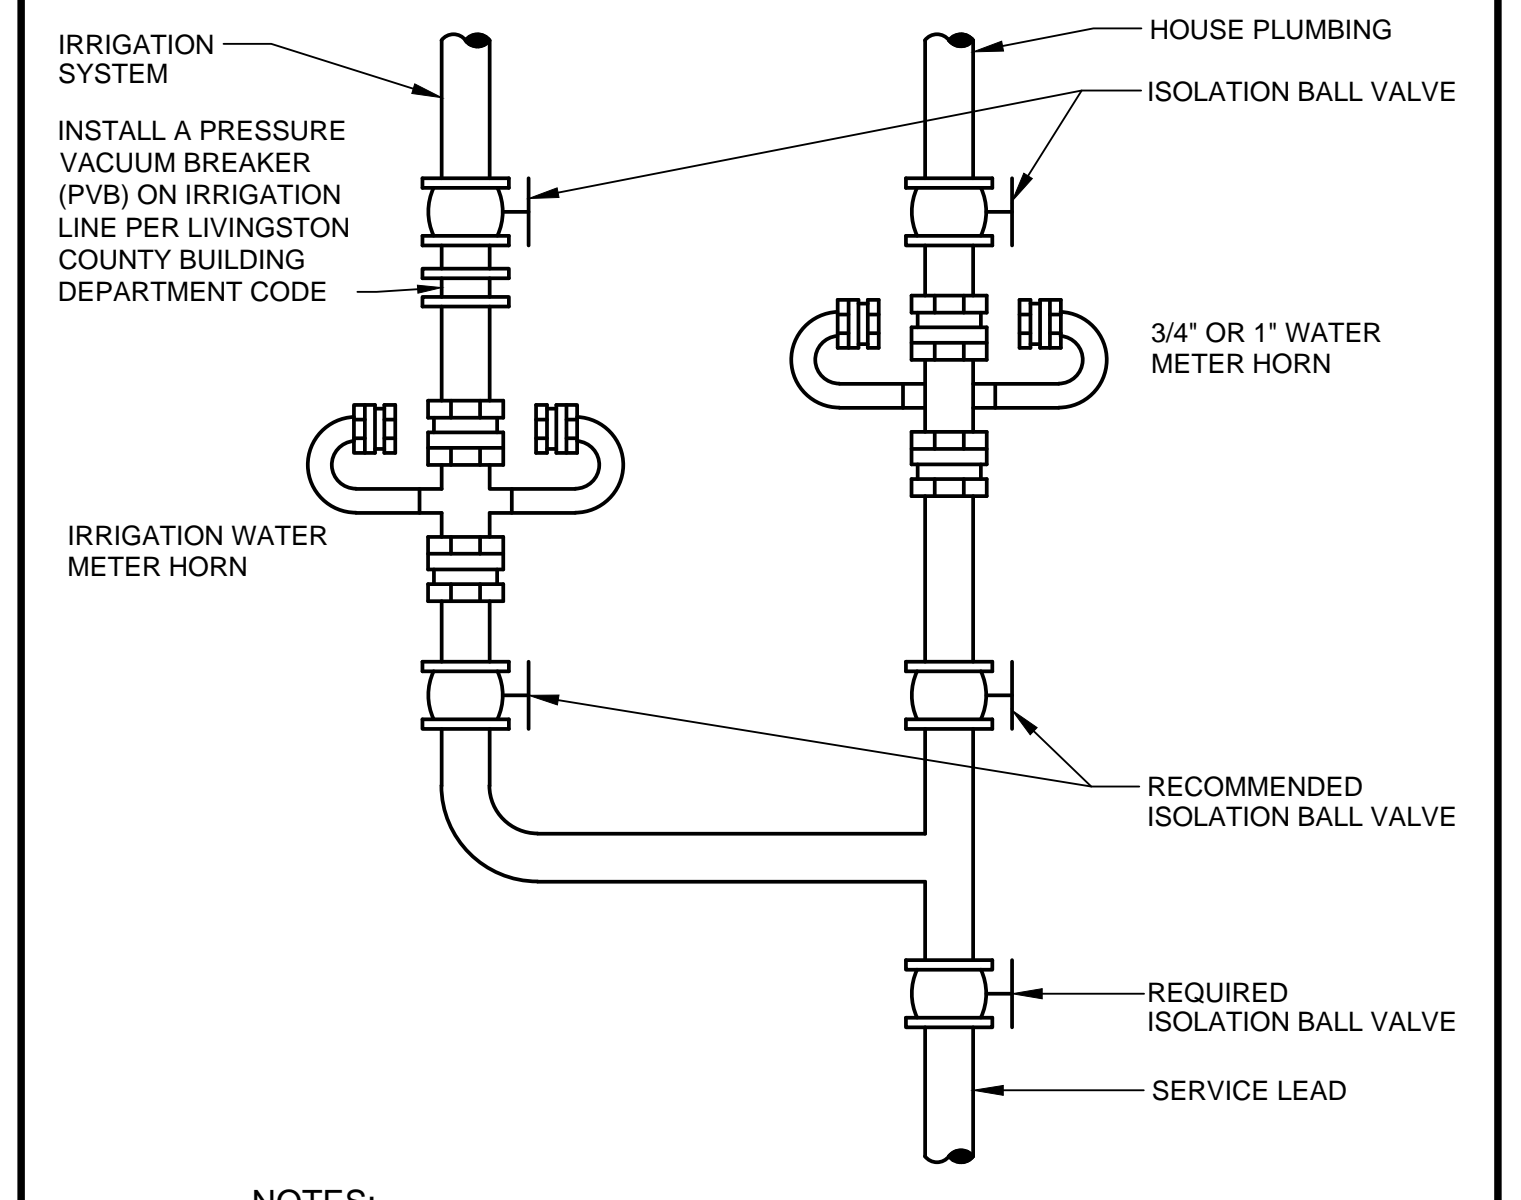 IRRIGATION
SYSTEM
INSTALL A PRESSURE
VACUUM BREAKER
(PVB) ON IRRIGATION
LINE PER LIVINGSTON
COUNTY BUILDING
DEPARTMENT CODE
HOUSE PLUMBING
ISOLATION BALL VALVE
3/4" OR 1" WATER
METER HORN
IRRIGATION WATER
METER HORN
RECOMMENDED
ISOLATION BALL VALVE
REQUIRED
ISOLATION BALL VALVE
SERVICE LEAD
NOTES: